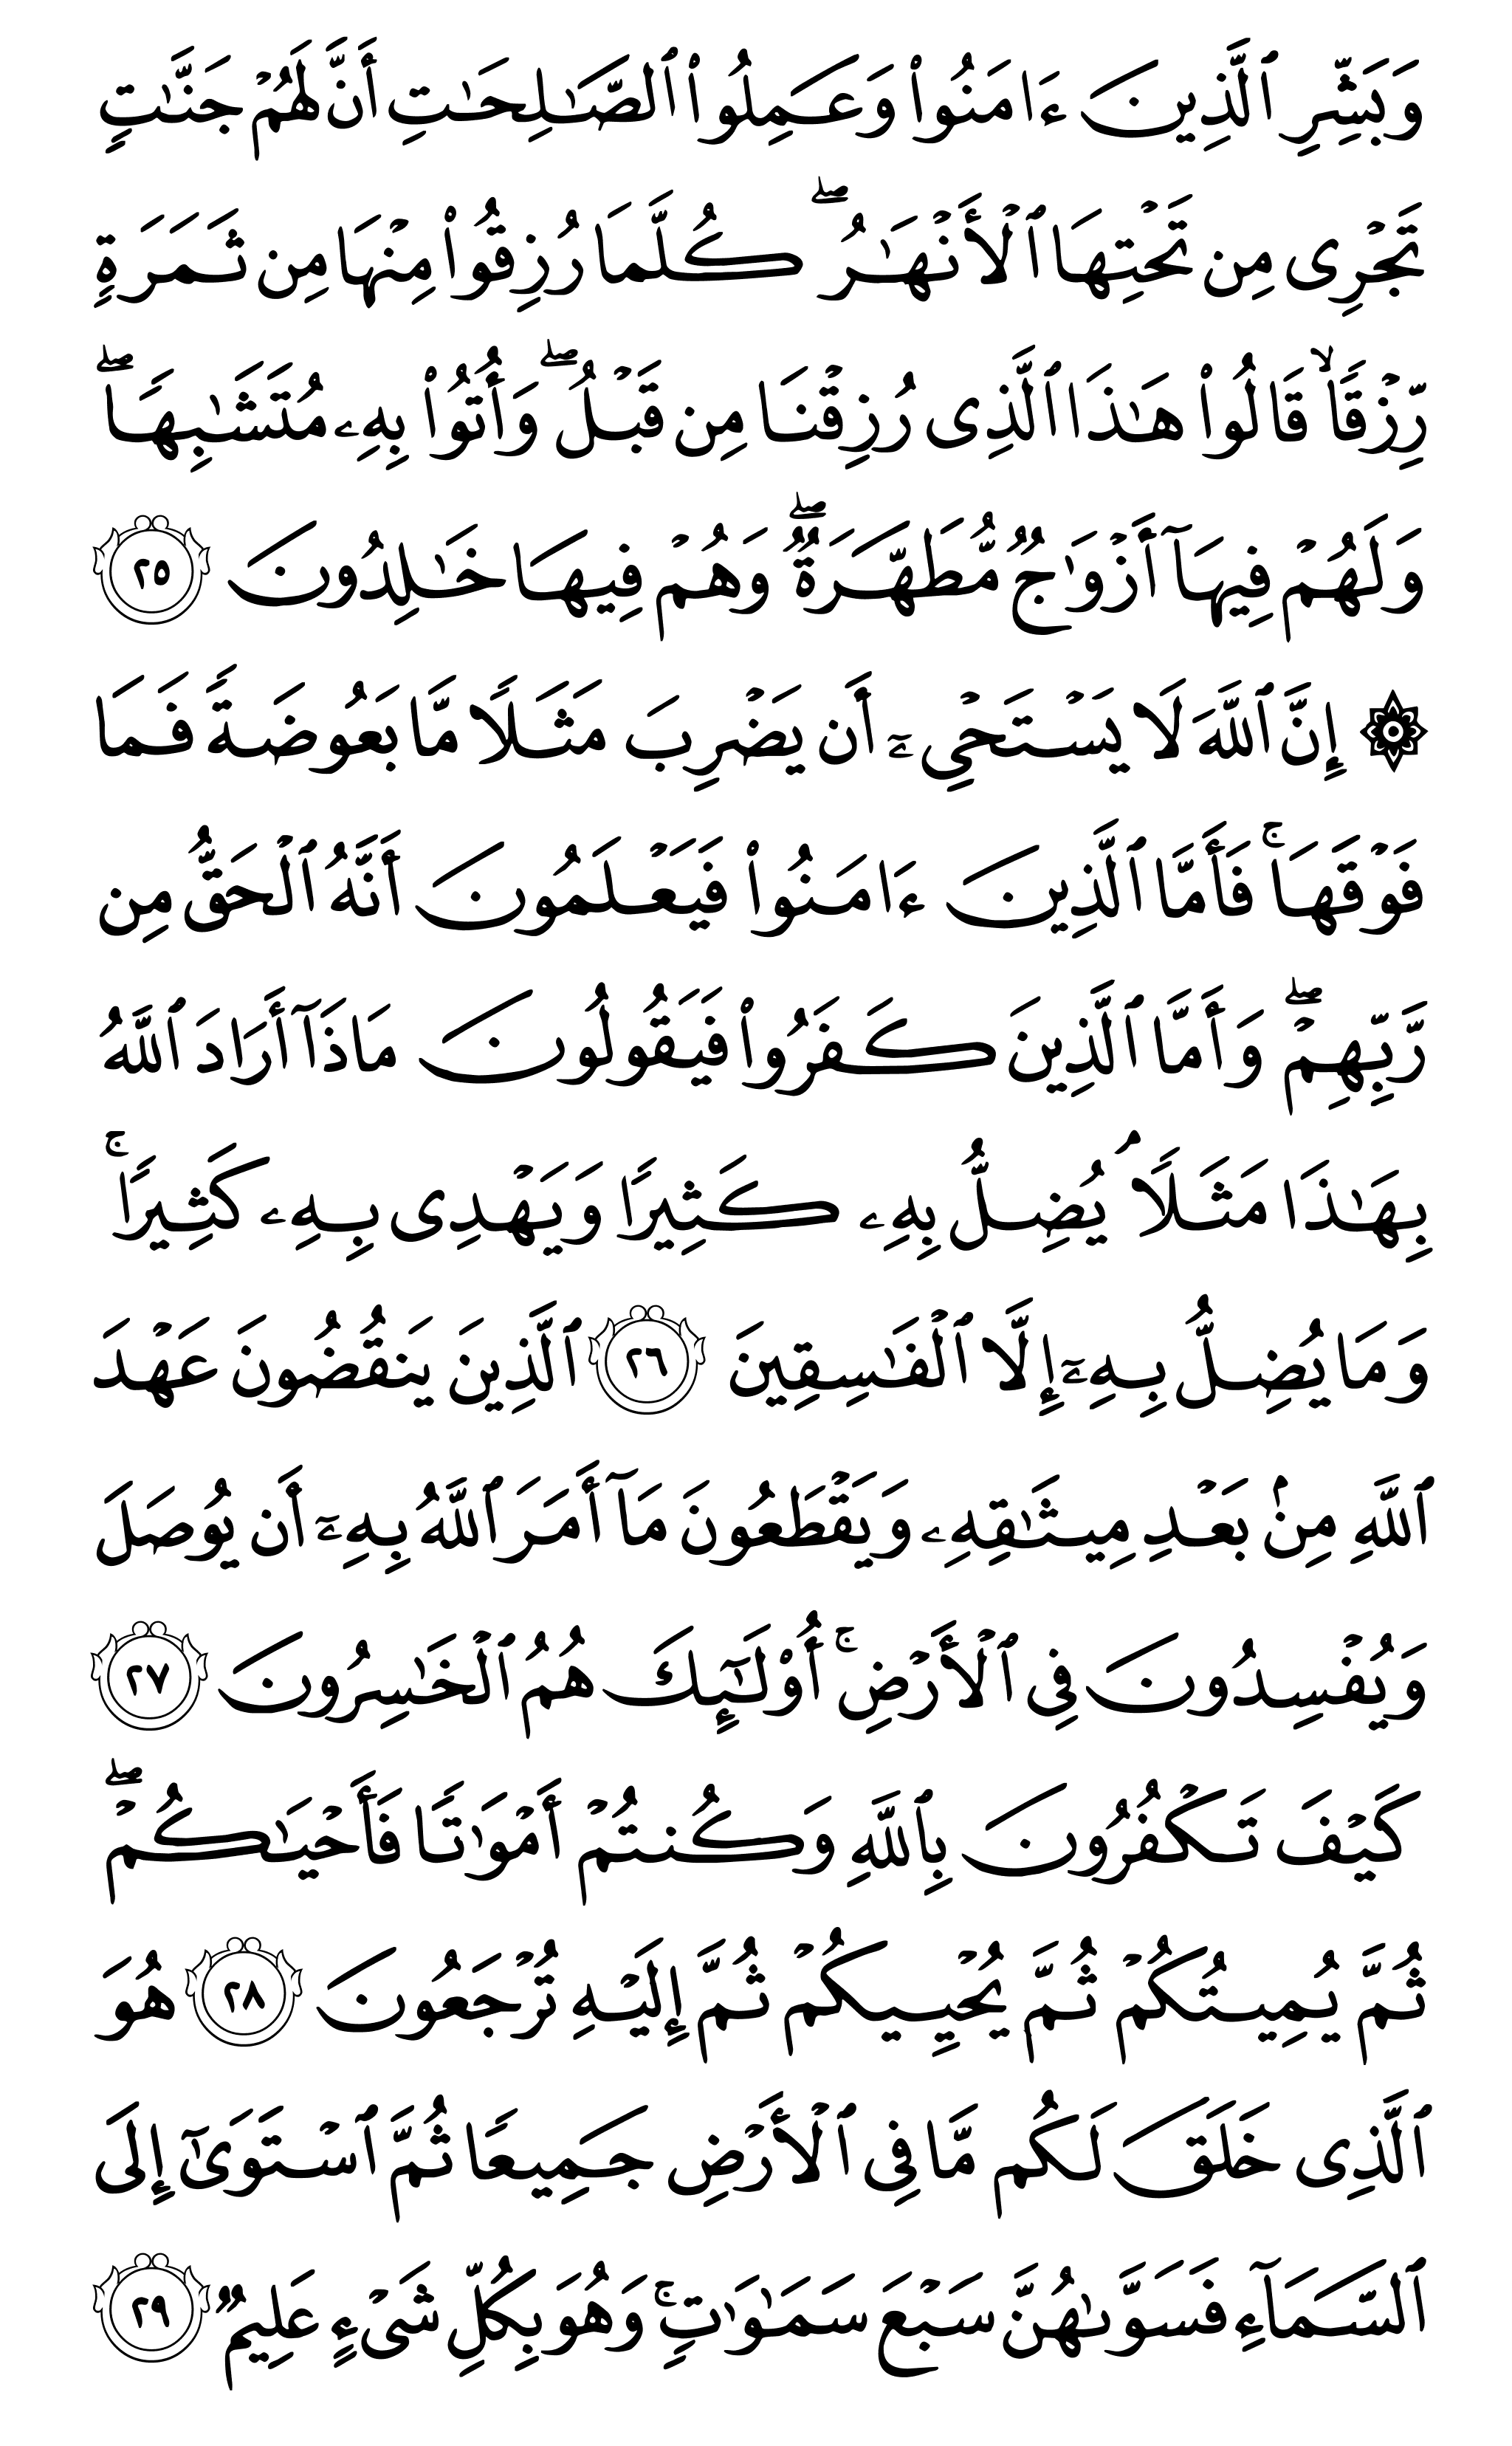 وَبَشِّرِ ٱلَّذِينَ ءَامَنُوا۟ وَعَمِلُوا۟ ٱلصَّـٰلِحَـٰتِ أَنَّ لَهُمْ جَنَّـٰتٍ
تَجْرِى مِن تَحْتِهَا ٱلْأَنْهَـٰرُ ۖ كُلَّمَا رُزِقُوا۟ مِنْهَا مِن ثَمَرَةٍ
رِّزْقًا ۙ قَالُوا۟ هَـٰذَا ٱلَّذِى رُزِقْنَا مِن قَبْلُ ۖ وَأُتُوا۟ بِهِۦ مُتَشَـٰبِهًا ۖ
وَلَهُمْ فِيهَآ أَزْوَٰجٌ مُّطَهَّرَةٌ ۖ وَهُمْ فِيهَا خَـٰلِدُونَ ٢٥
۞ إِنَّ ٱللَّهَ لَا يَسْتَحْىِۦٓ أَن يَضْرِبَ مَثَلًا مَّا بَعُوضَةً فَمَا
فَوْقَهَا ۚ فَأَمَّا ٱلَّذِينَ ءَامَنُوا۟ فَيَعْلَمُونَ أَنَّهُ ٱلْحَقُّ مِن
رَّبِّهِمْ ۖ وَأَمَّا ٱلَّذِينَ كَفَرُوا۟ فَيَقُولُونَ مَاذَآ أَرَادَ ٱللَّهُ
بِهَـٰذَا مَثَلًا ۘ يُضِلُّ بِهِۦ كَثِيرًا وَيَهْدِى بِهِۦ كَثِيرًا ۚ
وَمَا يُضِلُّ بِهِۦٓ إِلَّا ٱلْفَـٰسِقِينَ ٢٦ ٱلَّذِينَ يَنقُضُونَ عَهْدَ
ٱللَّهِ مِنۢ بَعْدِ مِيثَـٰقِهِۦ وَيَقْطَعُونَ مَآ أَمَرَ ٱللَّهُ بِهِۦٓ أَن يُوصَلَ
وَيُفْسِدُونَ فِى ٱلْأَرْضِ ۚ أُو۟لَـٰٓئِكَ هُمُ ٱلْخَـٰسِرُونَ ٢٧
كَيْفَ تَكْفُرُونَ بِٱللَّهِ وَكُنتُمْ أَمْوَٰتًا فَأَحْيَـٰكُمْ ۖ
ثُمَّ يُمِيتُكُمْ ثُمَّ يُحْيِيكُمْ ثُمَّ إِلَيْهِ تُرْجَعُونَ ٢٨ هُوَ
ٱلَّذِى خَلَقَ لَكُم مَّا فِى ٱلْأَرْضِ جَمِيعًا ثُمَّ ٱسْتَوَىٰٓ إِلَى
ٱلسَّمَآءِ فَسَوَّىٰهُنَّ سَبْعَ سَمَـٰوَٰتٍ ۚ وَهُوَ بِكُلِّ شَىْءٍ عَلِيمٌ ٢٩